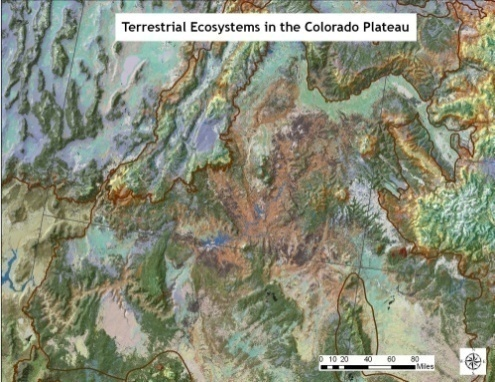 Terrestrial Ecosystems in the Colorado Plateau
0 10 20 40 60 80
Miles